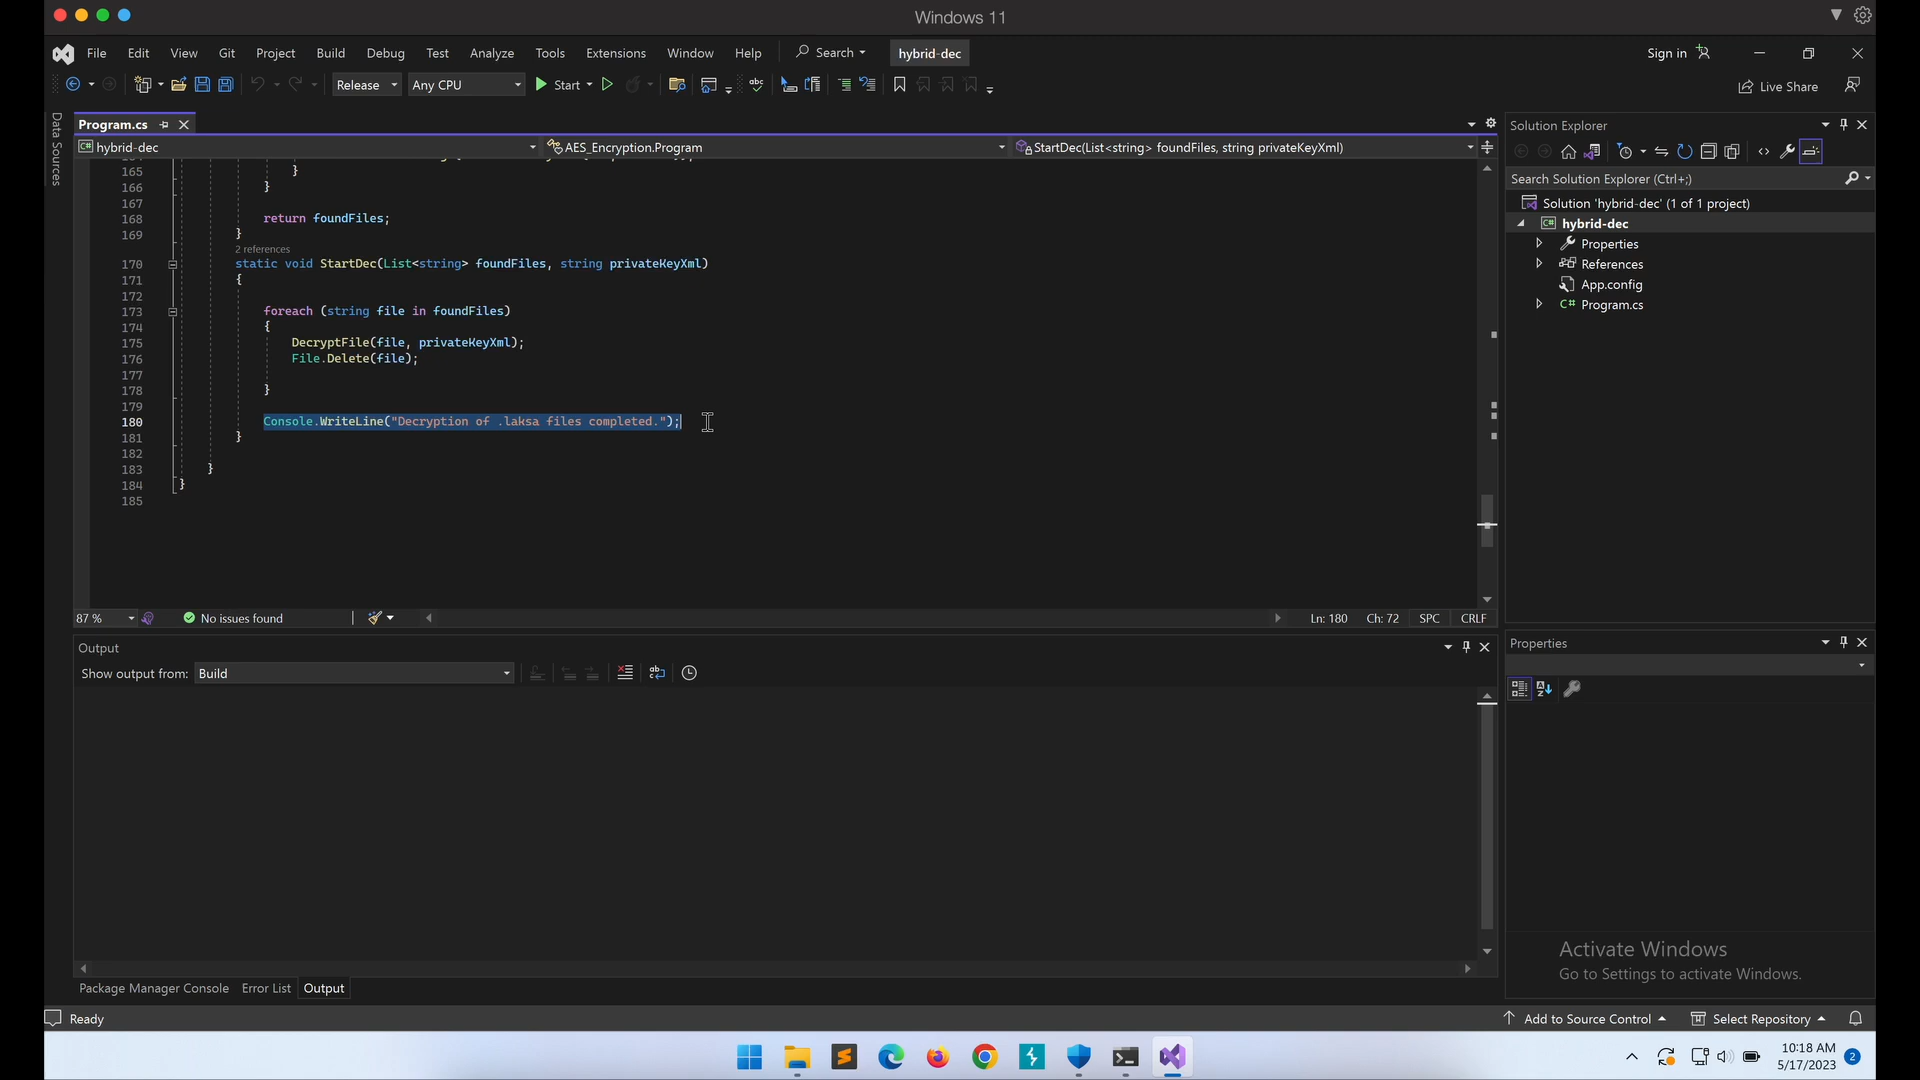 Windows 11
File Edit View Git Project Build Debug Test Analyze Tools Extensions Window Help Search hybrid-dec Sign in
Release Any CPU Start Live Share
Data Sources
Program.cs
hybrid-dec AES_Encryption.Program StartDec(List<string> foundFiles, string privateKeyXml)
165 }
166 }
167
168 return foundFiles;
169 }
2 references
170 static void StartDec(List<string> foundFiles, string privateKeyXml)
171 {
172
173 foreach (string file in foundFiles)
174 {
175 DecryptFile(file, privateKeyXml);
176 File.Delete(file);
177
178 }
179
180 Console.WriteLine("Decryption of .laksa files completed.");
181 }
182
183 }
184 }
185
87 % No issues found Ln: 180 Ch: 72 SPC CRLF
Output
Show output from: Build
Package Manager Console Error List Output
Solution Explorer
Search Solution Explorer (Ctrl+;)
Solution 'hybrid-dec' (1 of 1 project)
C# hybrid-dec
Properties
References
App.config
C# Program.cs
Properties
Activate Windows
Go to Settings to activate Windows.
Ready Add to Source Control Select Repository
10:18 AM
5/17/2023 2